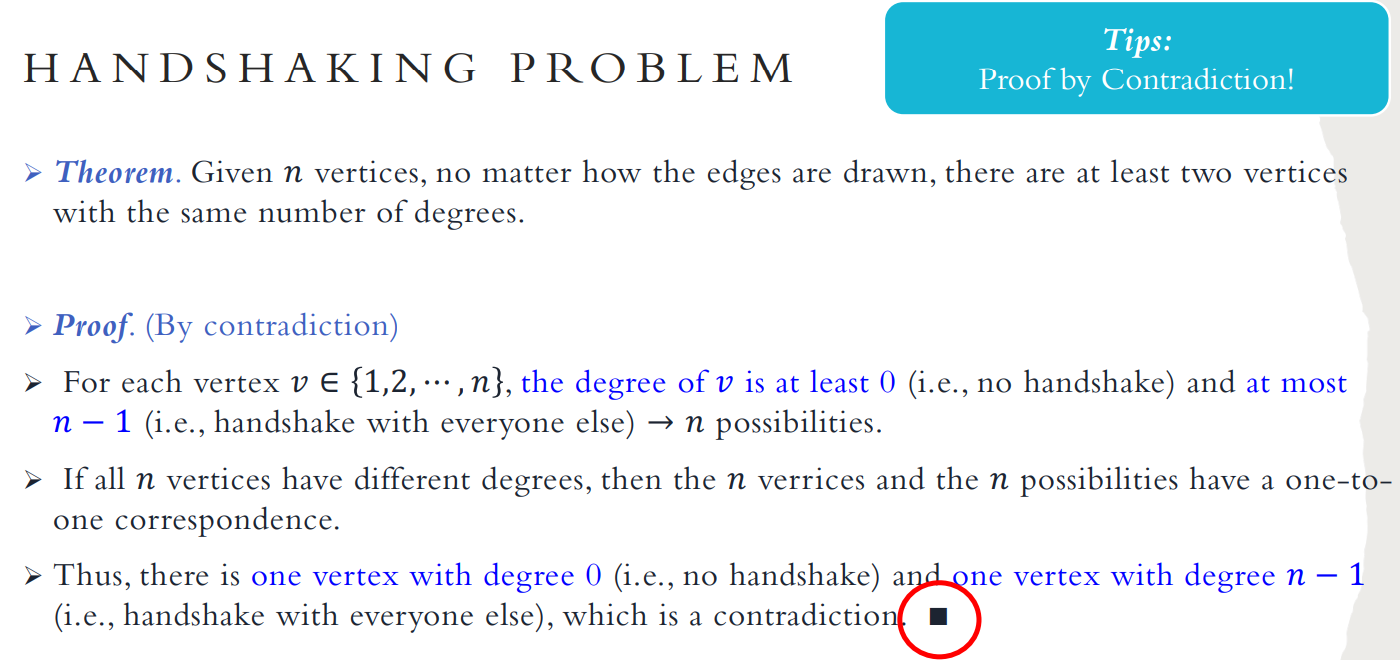 HANDSHAKING PROBLEM
Tips:
Proof by Contradiction!
➢ Theorem. Given n vertices, no matter how the edges are drawn, there are at least two vertices
with the same number of degrees.
➢ Proof. (By contradiction)
➢ For each vertex v ∈ {1,2, ⋯ , n}, the degree of v is at least 0 (i.e., no handshake) and at most
n − 1 (i.e., handshake with everyone else) → n possibilities.
➢ If all n vertices have different degrees, then the n verrices and the n possibilities have a one-to-
one correspondence.
➢ Thus, there is one vertex with degree 0 (i.e., no handshake) and one vertex with degree n − 1
(i.e., handshake with everyone else), which is a contradiction. ■